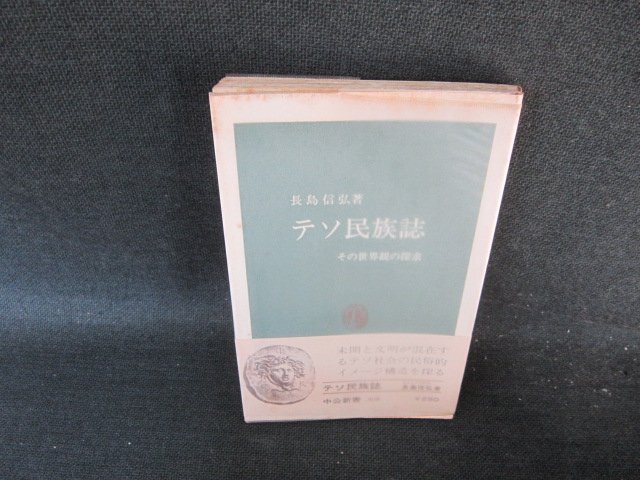 長島信弘著
テソ民族誌
その世界観の探求
未開と文明が混在す
るテソ社会の民俗的
イメージ構造を探る
テソ民族誌 長島信弘著
中公新書 ¥250